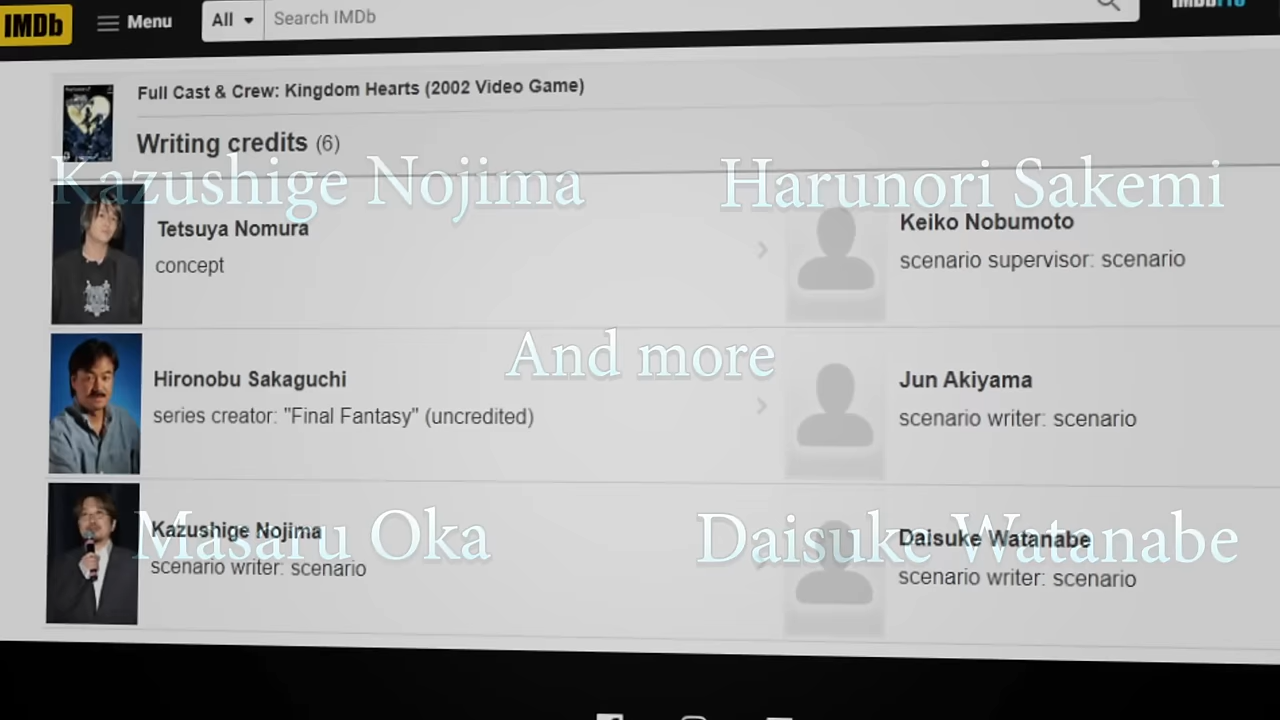 IMDb
Menu
All
Search IMDb
IMDbPro
Full Cast & Crew: Kingdom Hearts (2002 Video Game)
Writing credits (6)
Kazushige Nojima
Harunori Sakemi
Tetsuya Nomura
concept
Keiko Nobumoto
scenario supervisor: scenario
And more
Hironobu Sakaguchi
series creator: "Final Fantasy" (uncredited)
Jun Akiyama
scenario writer: scenario
Masaru Oka
Daisuke Watanabe
Kazushige Nojima
scenario writer: scenario
Daisuke Watanabe
scenario writer: scenario